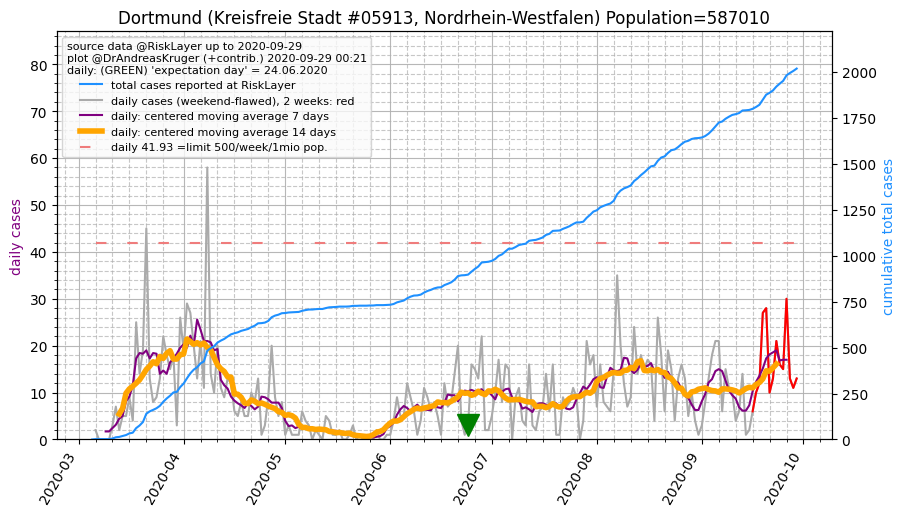 Dortmund (Kreisfreie Stadt #05913, Nordrhein-Westfalen) Population=587010
source data @RiskLayer up to 2020-09-29
plot @DrAndreasKruger (+contrib.) 2020-09-29 00:21
daily: (GREEN) 'expectation day' = 24.06.2020
total cases reported at RiskLayer
daily cases (weekend-flawed), 2 weeks: red
daily: centered moving average 7 days
daily: centered moving average 14 days
daily 41.93 =limit 500/week/1mio pop.
daily cases
80
70
60
50
40
30
20
10
0
cumulative total cases
2000
1750
1500
1250
1000
750
500
250
0
2020-03
2020-04
2020-05
2020-06
2020-07
2020-08
2020-09
2020-10